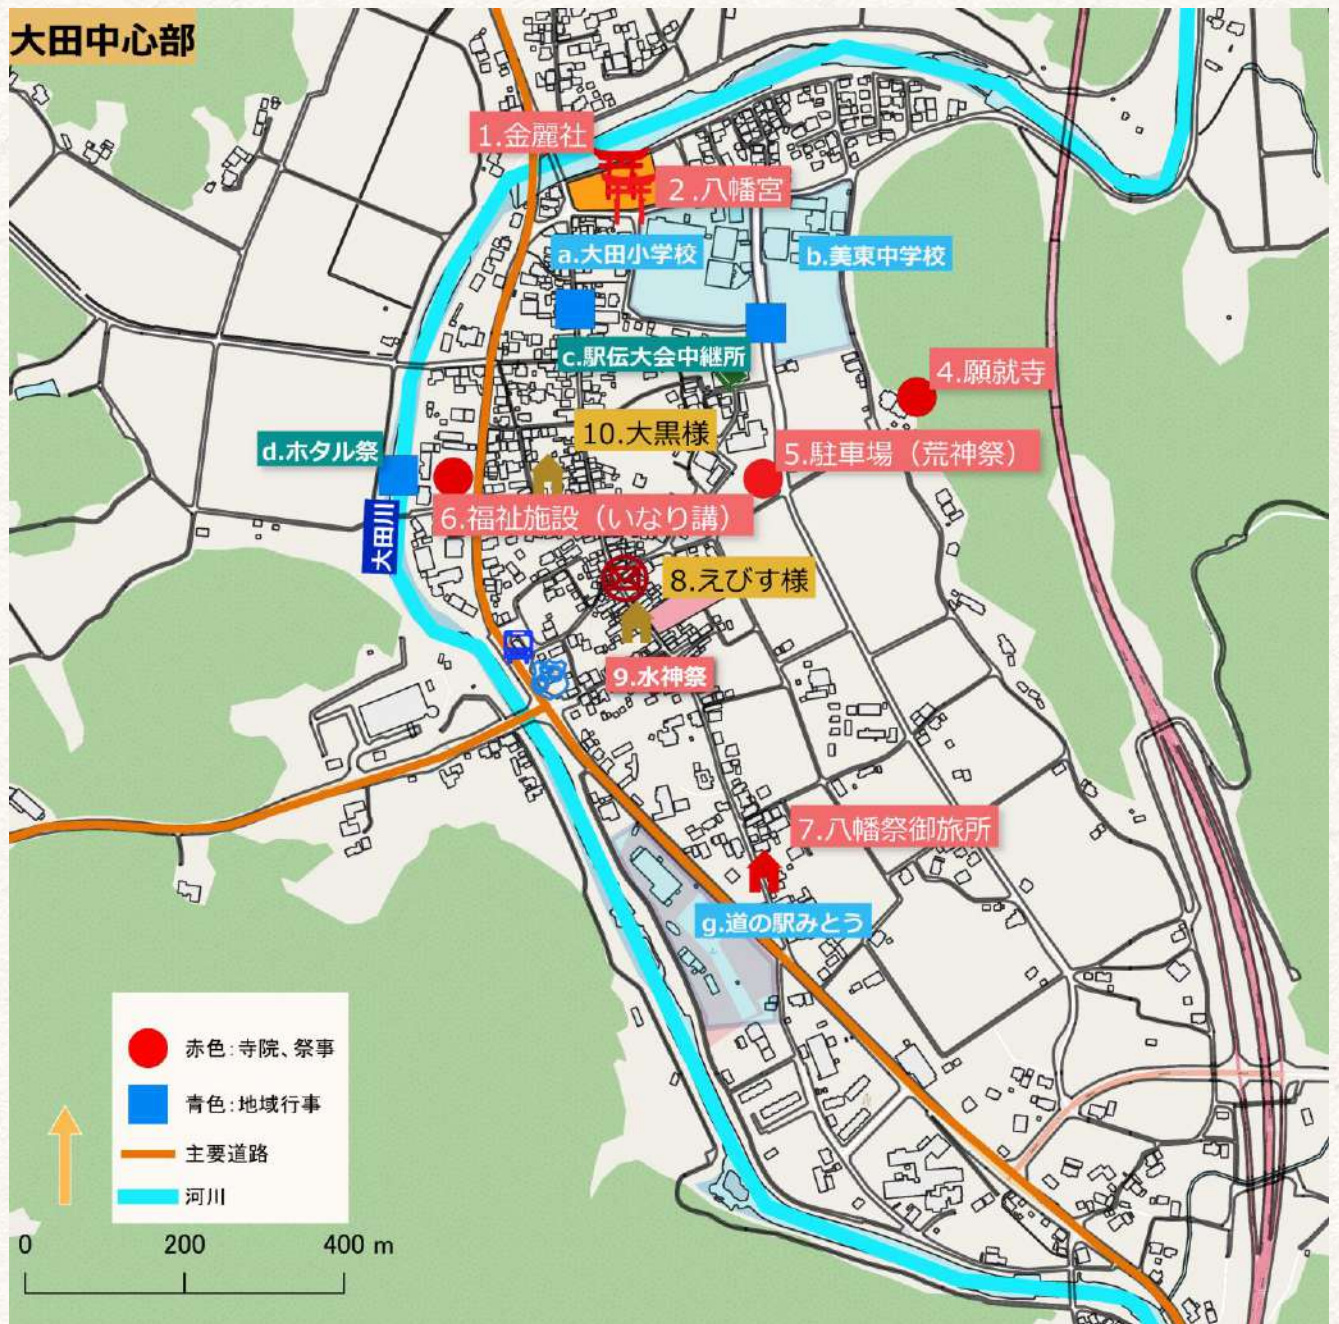 大田中心部
1.金麗社
2.八幡宮
a.大田小学校
b.美東中学校
c.駅伝大会中継所
4.願就寺
10.大黒様
d.ホタル祭
5.駐車場（荒神祭）
6.福祉施設（いなり講）
大田川
8.えびす様
9.水神祭
7.八幡祭御旅所
g.道の駅みとう
赤色：寺院、祭事
青色：地域行事
主要道路
河川
0 200 400 m